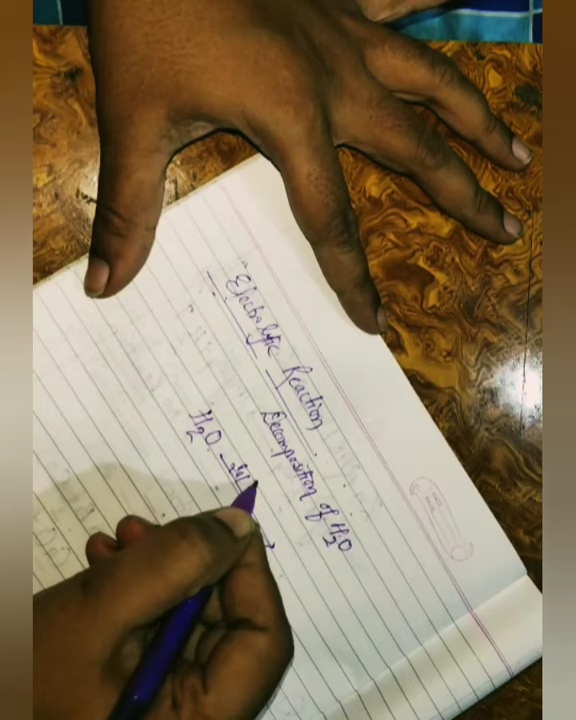 "Electrolytic Reaction
Decomposition of H₂O
H₂O